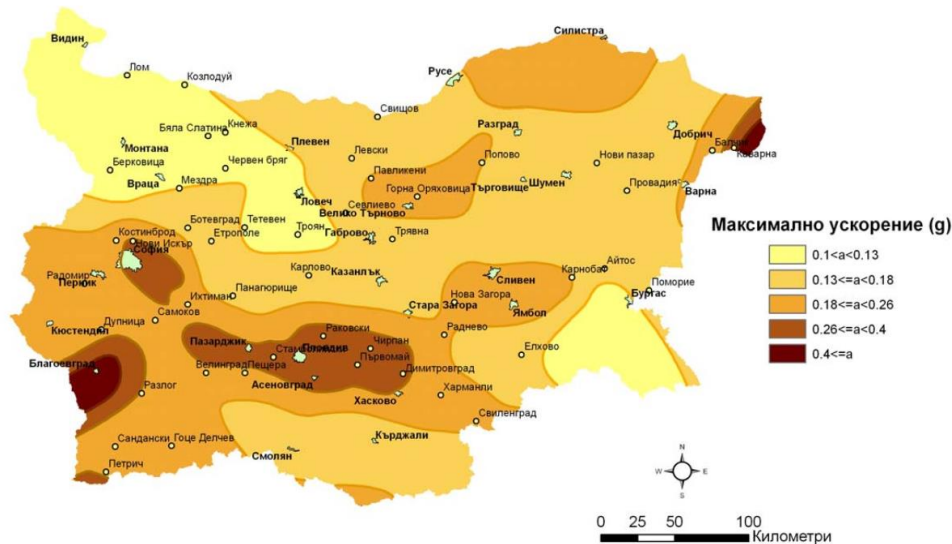 Видин
Силистра
Лом
Козлодуй
Русе
Свищов
Бяла Слатина
Кнежа
Плевен
Разград
Добрич
Балчик
Каварна
Монтана
Берковица
Червен бряг
Левски
Попово
Нови пазар
Враца
Мездра
Павликени
Горна Оряховица
Търговище
Шумен
Провадия
Варна
Ловеч
Севлиево
Велико Търново
Ботевград
Тетевен
Троян
Габрово
Трявна
Костинброд
Нови Искър
София
Етрополе
Радомир
Перник
Карлово
Казанлък
Сливен
Карнобат
Айтос
Поморие
Бургас
Ихтиман
Панагюрище
Стара Загора
Нова Загора
Ямбол
Кюстендил
Дупница
Самоков
Раковски
Чирпан
Раднево
Елхово
Пазарджик
Пловдив
Първомай
Благоевград
Разлог
Велинград
Пещера
Асеновград
Димитровград
Хасково
Харманли
Свиленград
Сандански
Гоце Делчев
Смолян
Кърджали
Петрич
Максимално ускорение (g)
0.1<a<0.13
0.13<=a<0.18
0.18<=a<0.26
0.26<=a<0.4
0.4<=a
N
W E
S
0 25 50 100
Километри